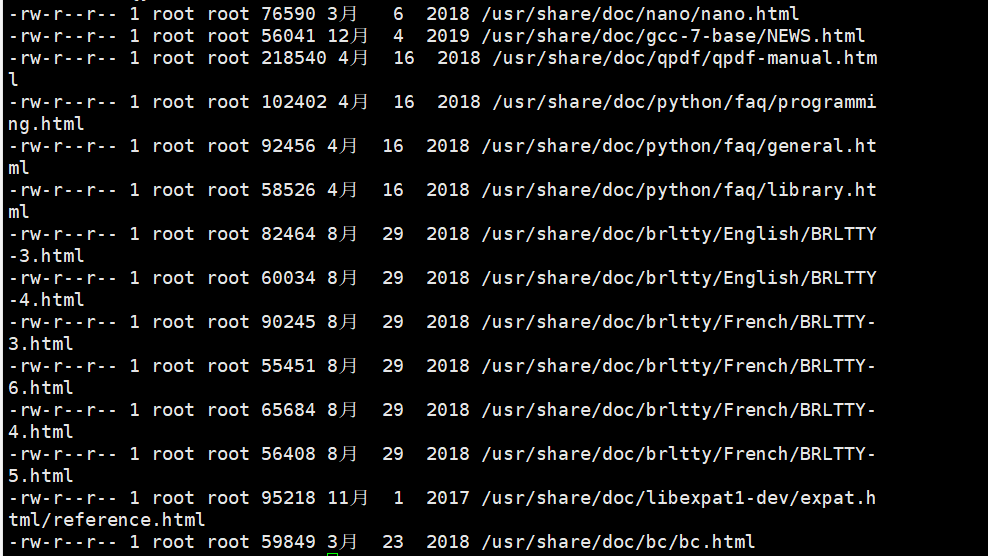 -rw-r--r-- 1 root root 76590 3月   6  2018 /usr/share/doc/nano/nano.html
-rw-r--r-- 1 root root 56041 12月  4  2019 /usr/share/doc/gcc-7-base/NEWS.html
-rw-r--r-- 1 root root 218540 4月  16  2018 /usr/share/doc/qpdf/qpdf-manual.htm
l
-rw-r--r-- 1 root root 102402 4月  16  2018 /usr/share/doc/python/faq/programmi
ng.html
-rw-r--r-- 1 root root 92456 4月  16  2018 /usr/share/doc/python/faq/general.ht
ml
-rw-r--r-- 1 root root 58526 4月  16  2018 /usr/share/doc/python/faq/library.ht
ml
-rw-r--r-- 1 root root 82464 8月  29  2018 /usr/share/doc/brltty/English/BRLTTY
-3.html
-rw-r--r-- 1 root root 60034 8月  29  2018 /usr/share/doc/brltty/English/BRLTTY
-4.html
-rw-r--r-- 1 root root 90245 8月  29  2018 /usr/share/doc/brltty/French/BRLTTY-
3.html
-rw-r--r-- 1 root root 55451 8月  29  2018 /usr/share/doc/brltty/French/BRLTTY-
6.html
-rw-r--r-- 1 root root 65684 8月  29  2018 /usr/share/doc/brltty/French/BRLTTY-
4.html
-rw-r--r-- 1 root root 56408 8月  29  2018 /usr/share/doc/brltty/French/BRLTTY-
5.html
-rw-r--r-- 1 root root 95218 11月  1  2017 /usr/share/doc/libexpat1-dev/expat.h
tml/reference.html
-rw-r--r-- 1 root root 59849 3月  23  2018 /usr/share/doc/bc/bc.html